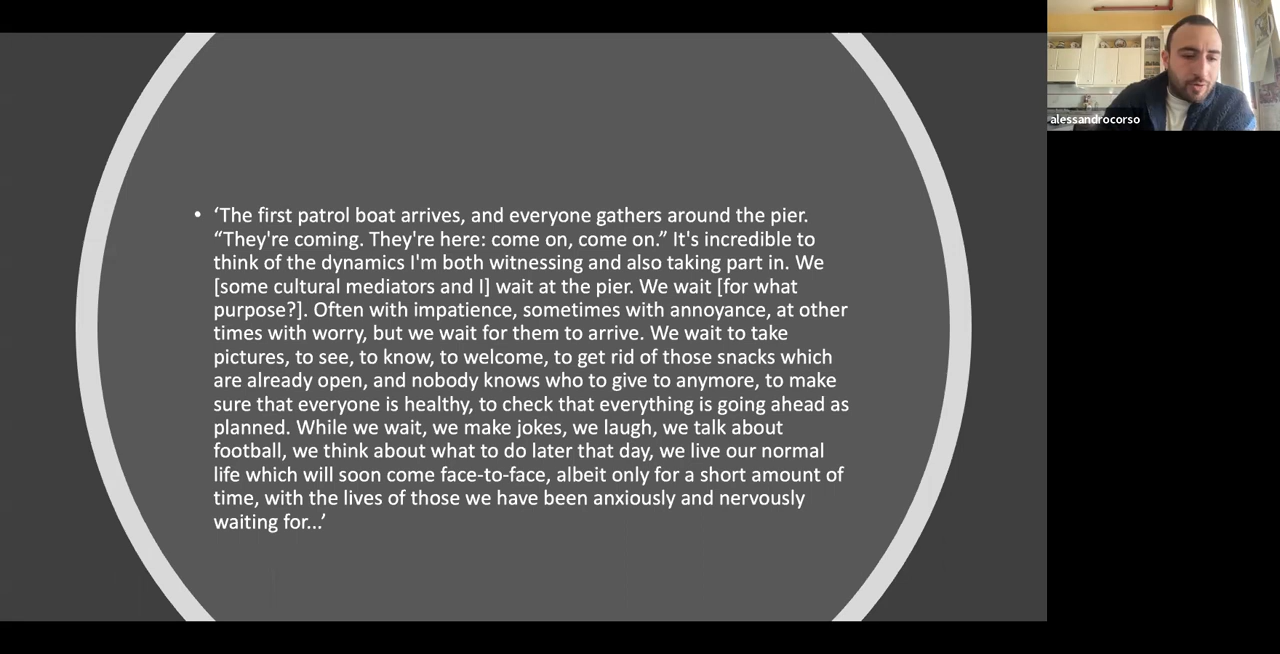 • ‘The first patrol boat arrives, and everyone gathers around the pier.
“They're coming. They're here: come on, come on.” It's incredible to
think of the dynamics I'm both witnessing and also taking part in. We
[some cultural mediators and I] wait at the pier. We wait [for what
purpose?]. Often with impatience, sometimes with annoyance, at other
times with worry, but we wait for them to arrive. We wait to take
pictures, to see, to know, to welcome, to get rid of those snacks which
are already open, and nobody knows who to give to anymore, to make
sure that everyone is healthy, to check that everything is going ahead as
planned. While we wait, we make jokes, we laugh, we talk about
football, we think about what to do later that day, we live our normal
life which will soon come face-to-face, albeit only for a short amount of
time, with the lives of those we have been anxiously and nervously
waiting for...’
alessandrocorso